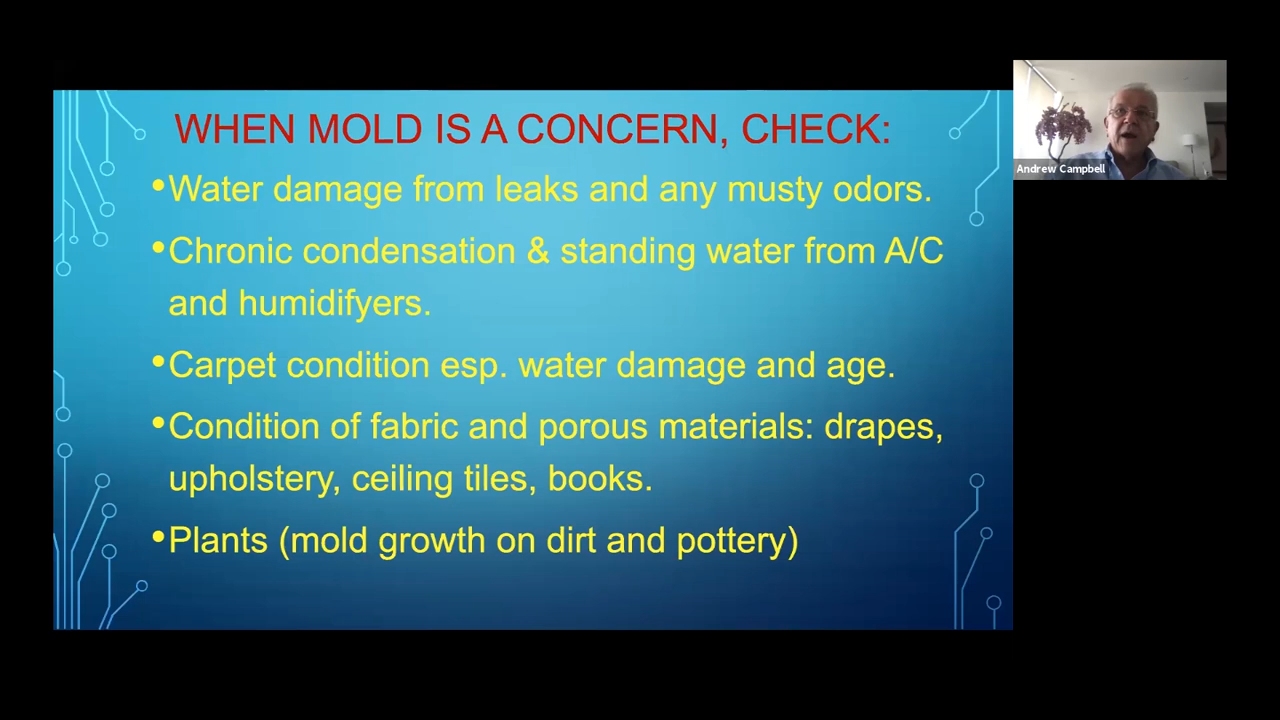 WHEN MOLD IS A CONCERN, CHECK:
•Water damage from leaks and any musty odors.
•Chronic condensation & standing water from A/C
and humidifyers.
•Carpet condition esp. water damage and age.
•Condition of fabric and porous materials: drapes,
upholstery, ceiling tiles, books.
•Plants (mold growth on dirt and pottery)
Andrew Campbell